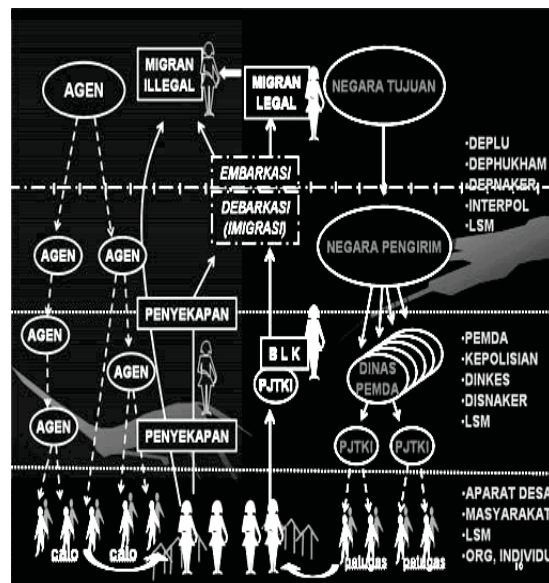 AGEN
MIGRAN
ILLEGAL
MIGRAN
LEGAL
NEGARA TUJUAN
EMBARKASI
DEBARKASI
(IMIGRASI)
•DEPLU
•DEPHUKHAM
•DEPNAKER
•INTERPOL
•LSM
AGEN
AGEN
NEGARA PENGIRIM
PENYEKAPAN
AGEN
AGEN
BLK
PJTKI
DINAS
PEMDA
•PEMDA
•KEPOLISIAN
•DINKES
•DISNAKER
•LSM
AGEN
PENYEKAPAN
PJTKI
PJTKI
calo
calo
petugas
petugas
•APARAT DESA
•MASYARAKAT
•LSM
•ORG, INDIVIDU
16